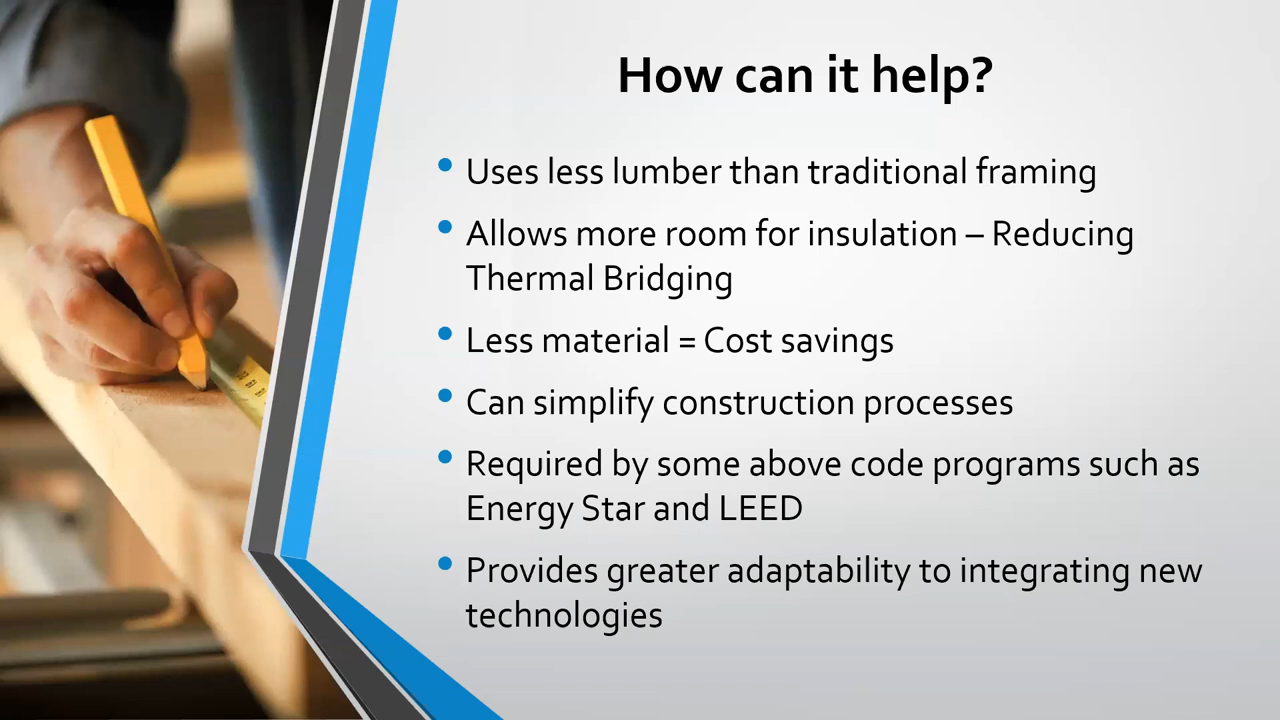 How can it help?
• Uses less lumber than traditional framing
• Allows more room for insulation – Reducing
Thermal Bridging
• Less material = Cost savings
• Can simplify construction processes
• Required by some above code programs such as
Energy Star and LEED
• Provides greater adaptability to integrating new
technologies